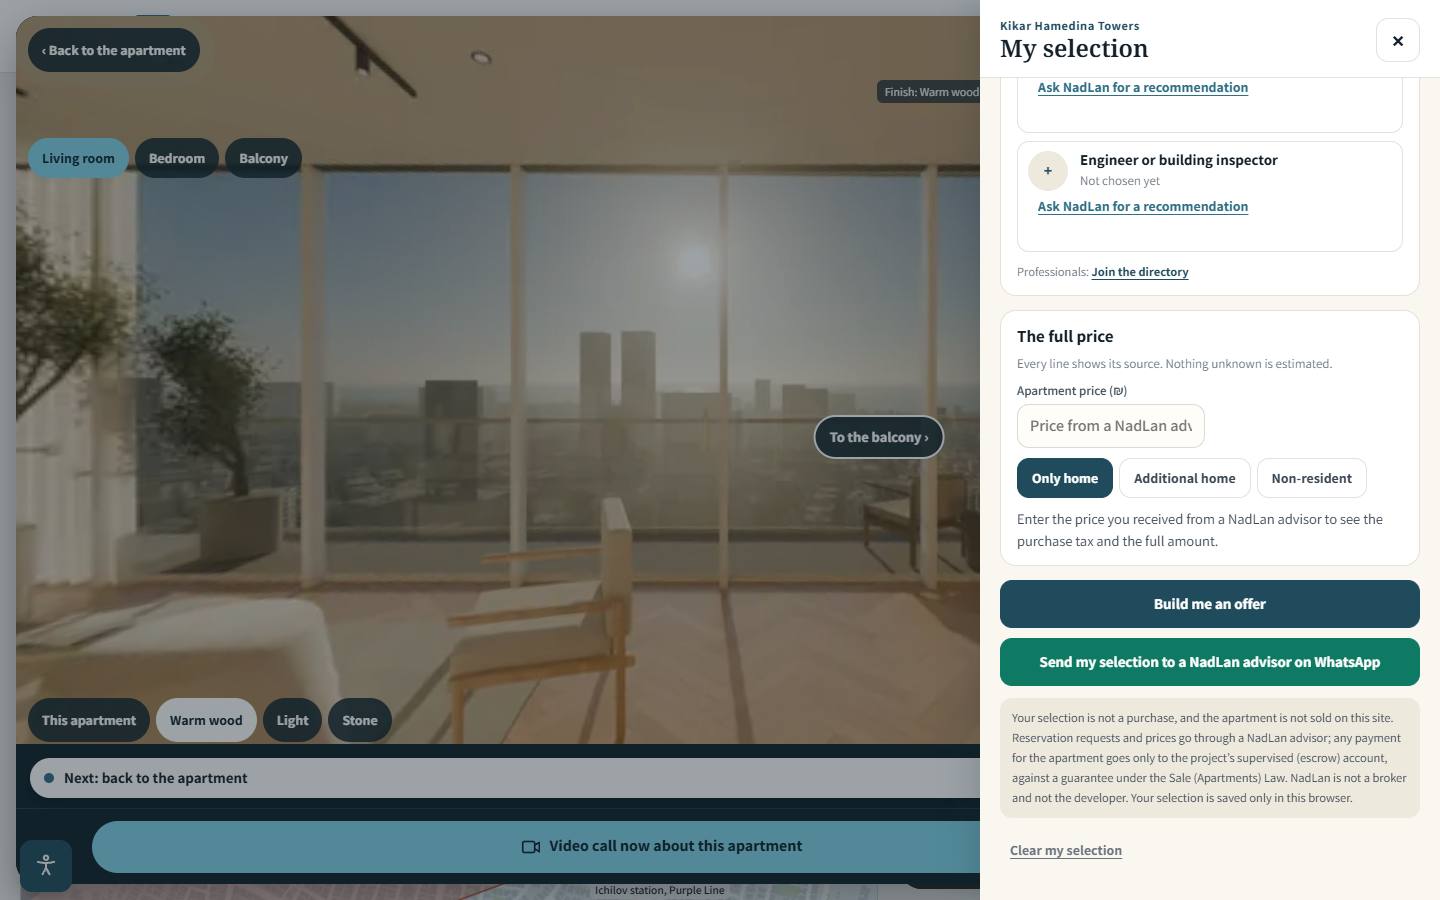 ‹ Back to the apartment
Finish: Warm wood
Living room
Bedroom
Balcony
To the balcony ›
This apartment
Warm wood
Light
Stone
Next: back to the apartment
Video call now about this apartment
Ichilov station, Purple Line
Kikar Hamedina Towers
My selection
×
Ask NadLan for a recommendation
+
Engineer or building inspector
Not chosen yet
Ask NadLan for a recommendation
Professionals: Join the directory
The full price
Every line shows its source. Nothing unknown is estimated.
Apartment price (₪)
Price from a NadLan adv
Only home
Additional home
Non-resident
Enter the price you received from a NadLan advisor to see the
purchase tax and the full amount.
Build me an offer
Send my selection to a NadLan advisor on WhatsApp
Your selection is not a purchase, and the apartment is not sold on this site.
Reservation requests and prices go through a NadLan advisor; any payment
for the apartment goes only to the project's supervised (escrow) account,
against a guarantee under the Sale (Apartments) Law. NadLan is not a broker
and not the developer. Your selection is saved only in this browser.
Clear my selection